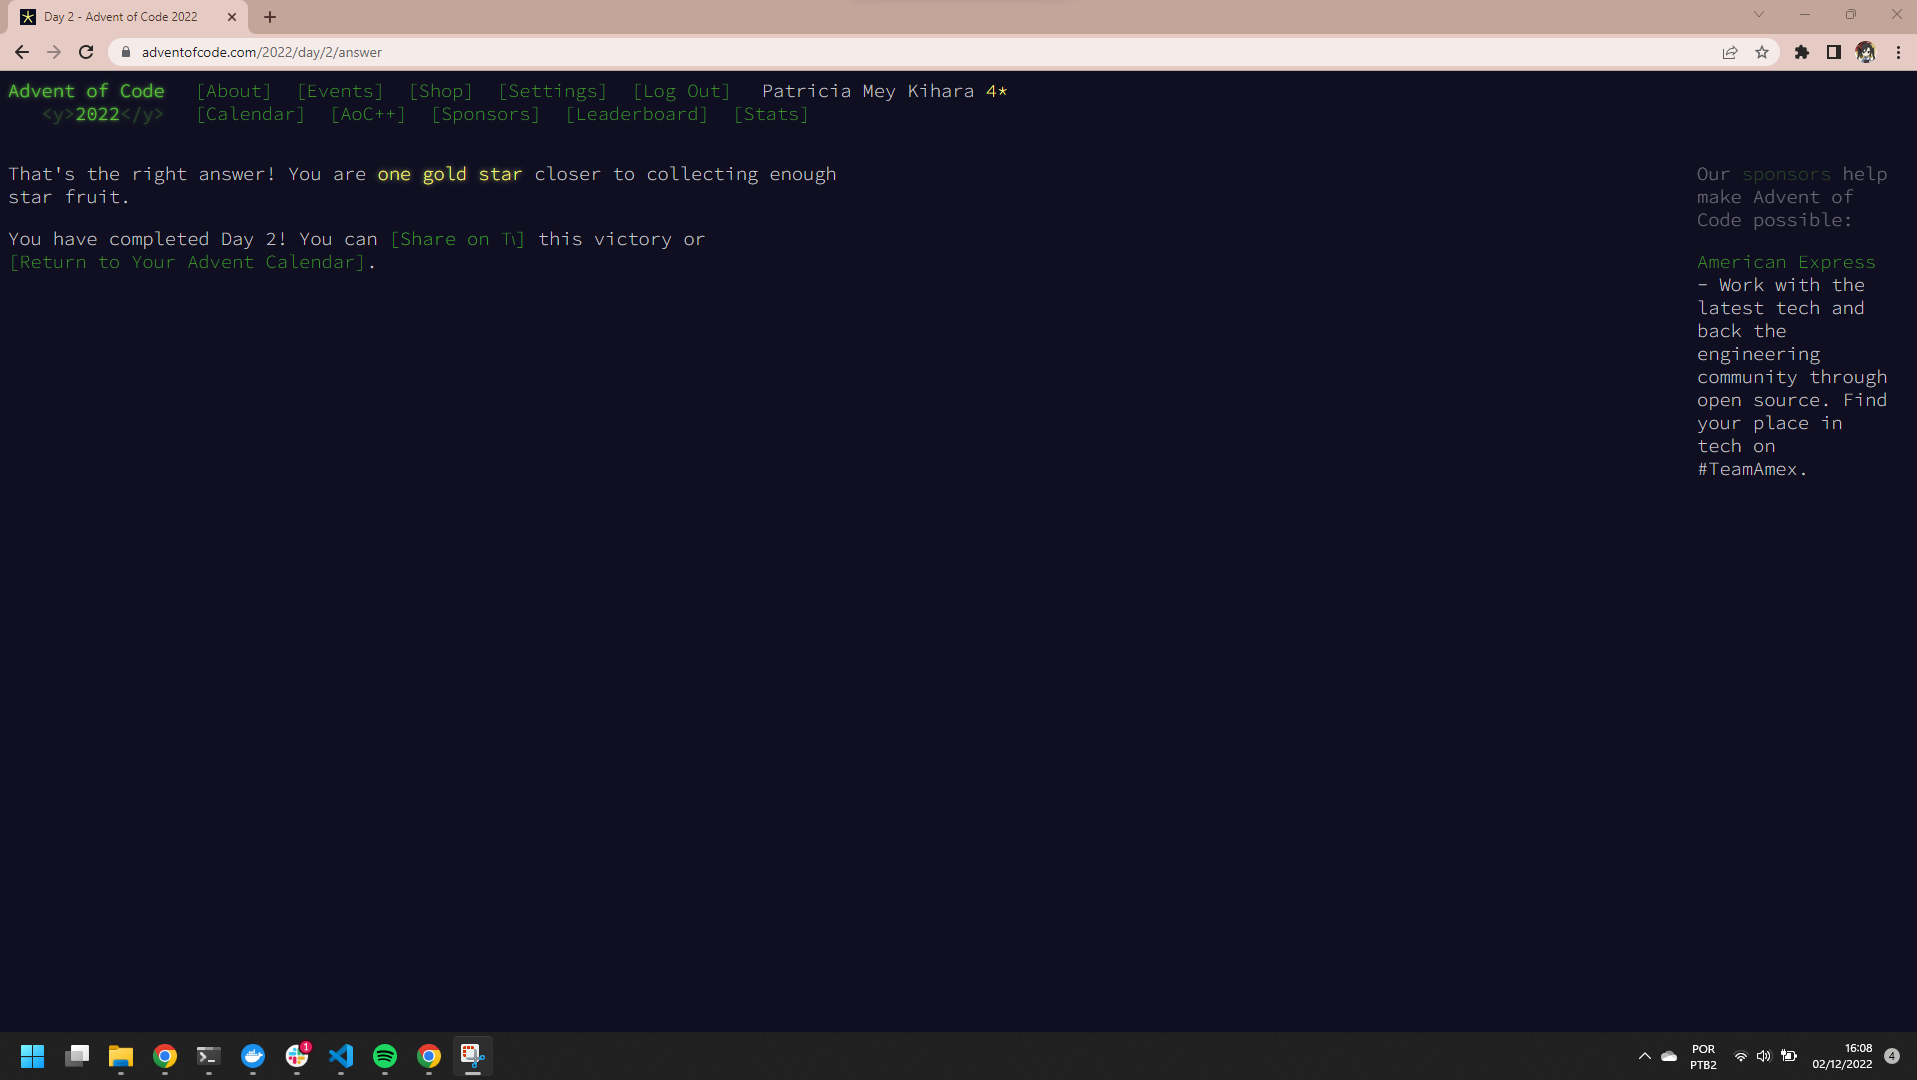 Day 2 - Advent of Code 2022
adventofcode.com/2022/day/2/answer
Advent of Code [About] [Events] [Shop] [Settings] [Log Out] Patricia Mey Kihara 4*
<y>2022</y> [Calendar] [AoC++] [Sponsors] [Leaderboard] [Stats]
That's the right answer! You are one gold star closer to collecting enough
star fruit.
You have completed Day 2! You can [Share on this victory or
[Return to Your Advent Calendar].
Our sponsors help
make Advent of
Code possible:
American Express
- Work with the
latest tech and
back the
engineering
community through
open source. Find
your place in
tech on
#TeamAmex.
1
POR
PTB2
16:08
02/12/2022
4